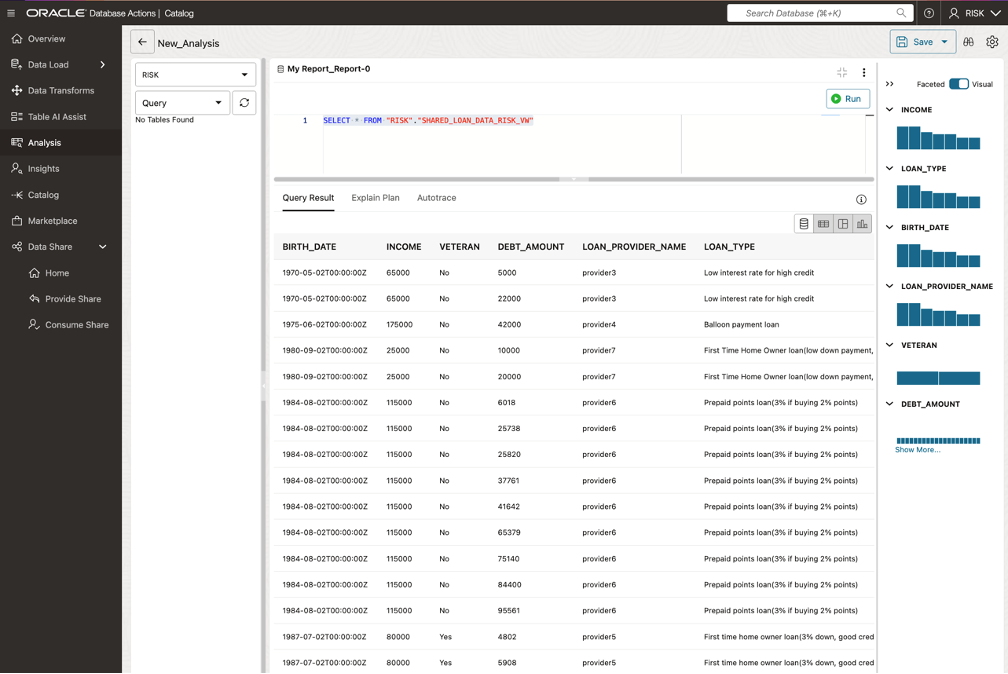 ORACLE Database Actions | Catalog
Search Database (⌘+K)
RISK
Overview
Data Load
Data Transforms
Table AI Assist
Analysis
Insights
Catalog
Marketplace
Data Share
Home
Provide Share
Consume Share
New_Analysis
Save
RISK
Query
No Tables Found
My Report_Report-0
Run
1 SELECT * FROM "RISK"."SHARED_LOAN_DATA_RISK_VW"
Query Result Explain Plan Autotrace
BIRTH_DATE INCOME VETERAN DEBT_AMOUNT LOAN_PROVIDER_NAME LOAN_TYPE
1970-05-02T00:00:00Z 65000 No 5000 provider3 Low interest rate for high credit
1970-05-02T00:00:00Z 65000 No 22000 provider3 Low interest rate for high credit
1975-06-02T00:00:00Z 175000 No 42000 provider4 Balloon payment loan
1980-09-02T00:00:00Z 25000 No 10000 provider7 First Time Home Owner loan(low down payment,
1980-09-02T00:00:00Z 25000 No 20000 provider7 First Time Home Owner loan(low down payment,
1984-08-02T00:00:00Z 115000 No 6018 provider6 Prepaid points loan(3% if buying 2% points)
1984-08-02T00:00:00Z 115000 No 25738 provider6 Prepaid points loan(3% if buying 2% points)
1984-08-02T00:00:00Z 115000 No 25820 provider6 Prepaid points loan(3% if buying 2% points)
1984-08-02T00:00:00Z 115000 No 37761 provider6 Prepaid points loan(3% if buying 2% points)
1984-08-02T00:00:00Z 115000 No 41642 provider6 Prepaid points loan(3% if buying 2% points)
1984-08-02T00:00:00Z 115000 No 65379 provider6 Prepaid points loan(3% if buying 2% points)
1984-08-02T00:00:00Z 115000 No 75140 provider6 Prepaid points loan(3% if buying 2% points)
1984-08-02T00:00:00Z 115000 No 84400 provider6 Prepaid points loan(3% if buying 2% points)
1984-08-02T00:00:00Z 115000 No 95561 provider6 Prepaid points loan(3% if buying 2% points)
1987-07-02T00:00:00Z 80000 Yes 4802 provider5 First time home owner loan(3% down, good cred
1987-07-02T00:00:00Z 80000 Yes 5908 provider5 First time home owner loan(3% down, good cred
Faceted Visual
INCOME
LOAN_TYPE
BIRTH_DATE
LOAN_PROVIDER_NAME
VETERAN
DEBT_AMOUNT
Show More...